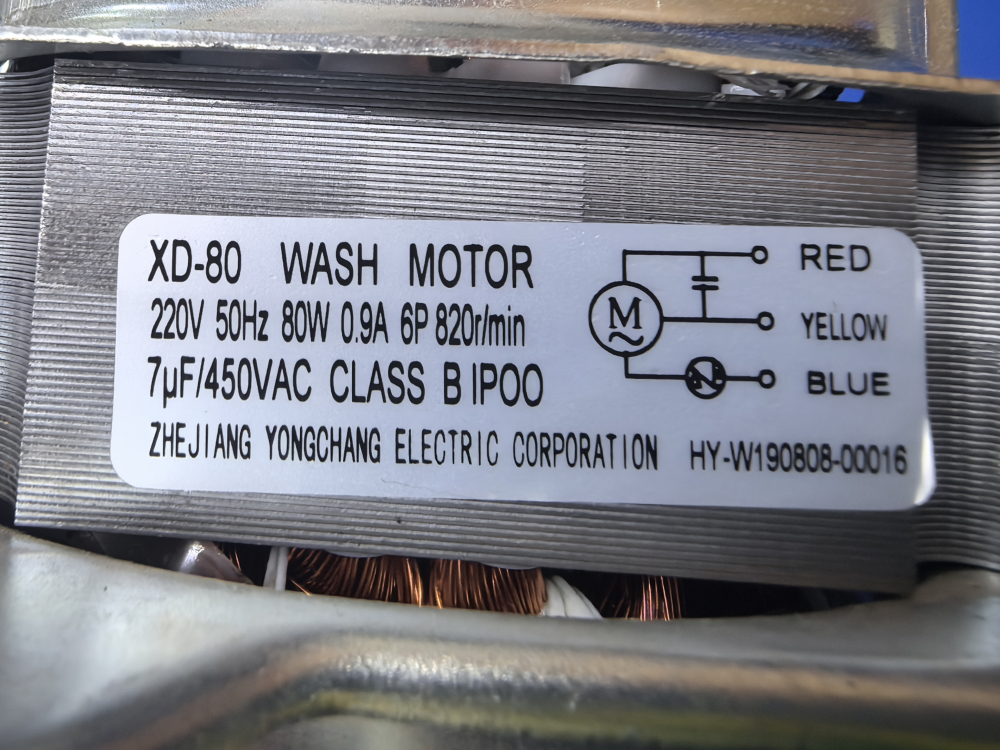 XD-80 WASH MOTOR
220V 50Hz 80W 0.9A 6P 820r/min
7μF/450VAC CLASS B IPOO
ZHEJIANG YONGCHANG ELECTRIC CORPORATION HY-W190808-00016
M
RED
YELLOW
N
BLUE